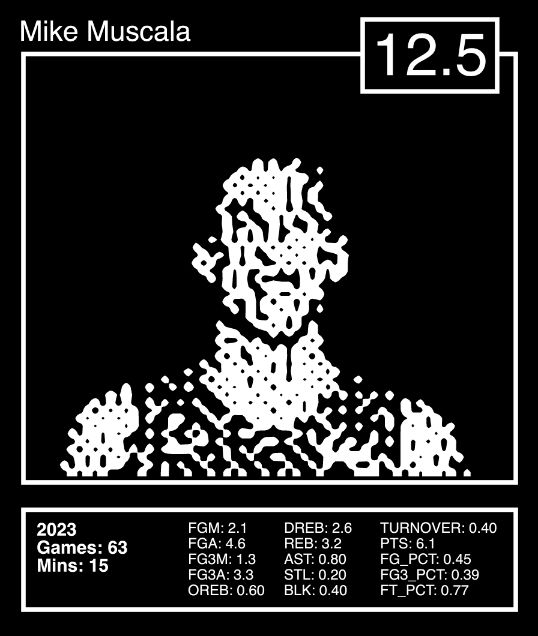 Mike Muscala
12.5
2023
Games: 63
Mins: 15
FGM: 2.1
FGA: 4.6
FG3M: 1.3
FG3A: 3.3
OREB: 0.60
DREB: 2.6
REB: 3.2
AST: 0.80
STL: 0.20
BLK: 0.40
TURNOVER: 0.40
PTS: 6.1
FG_PCT: 0.45
FG3_PCT: 0.39
FT_PCT: 0.77